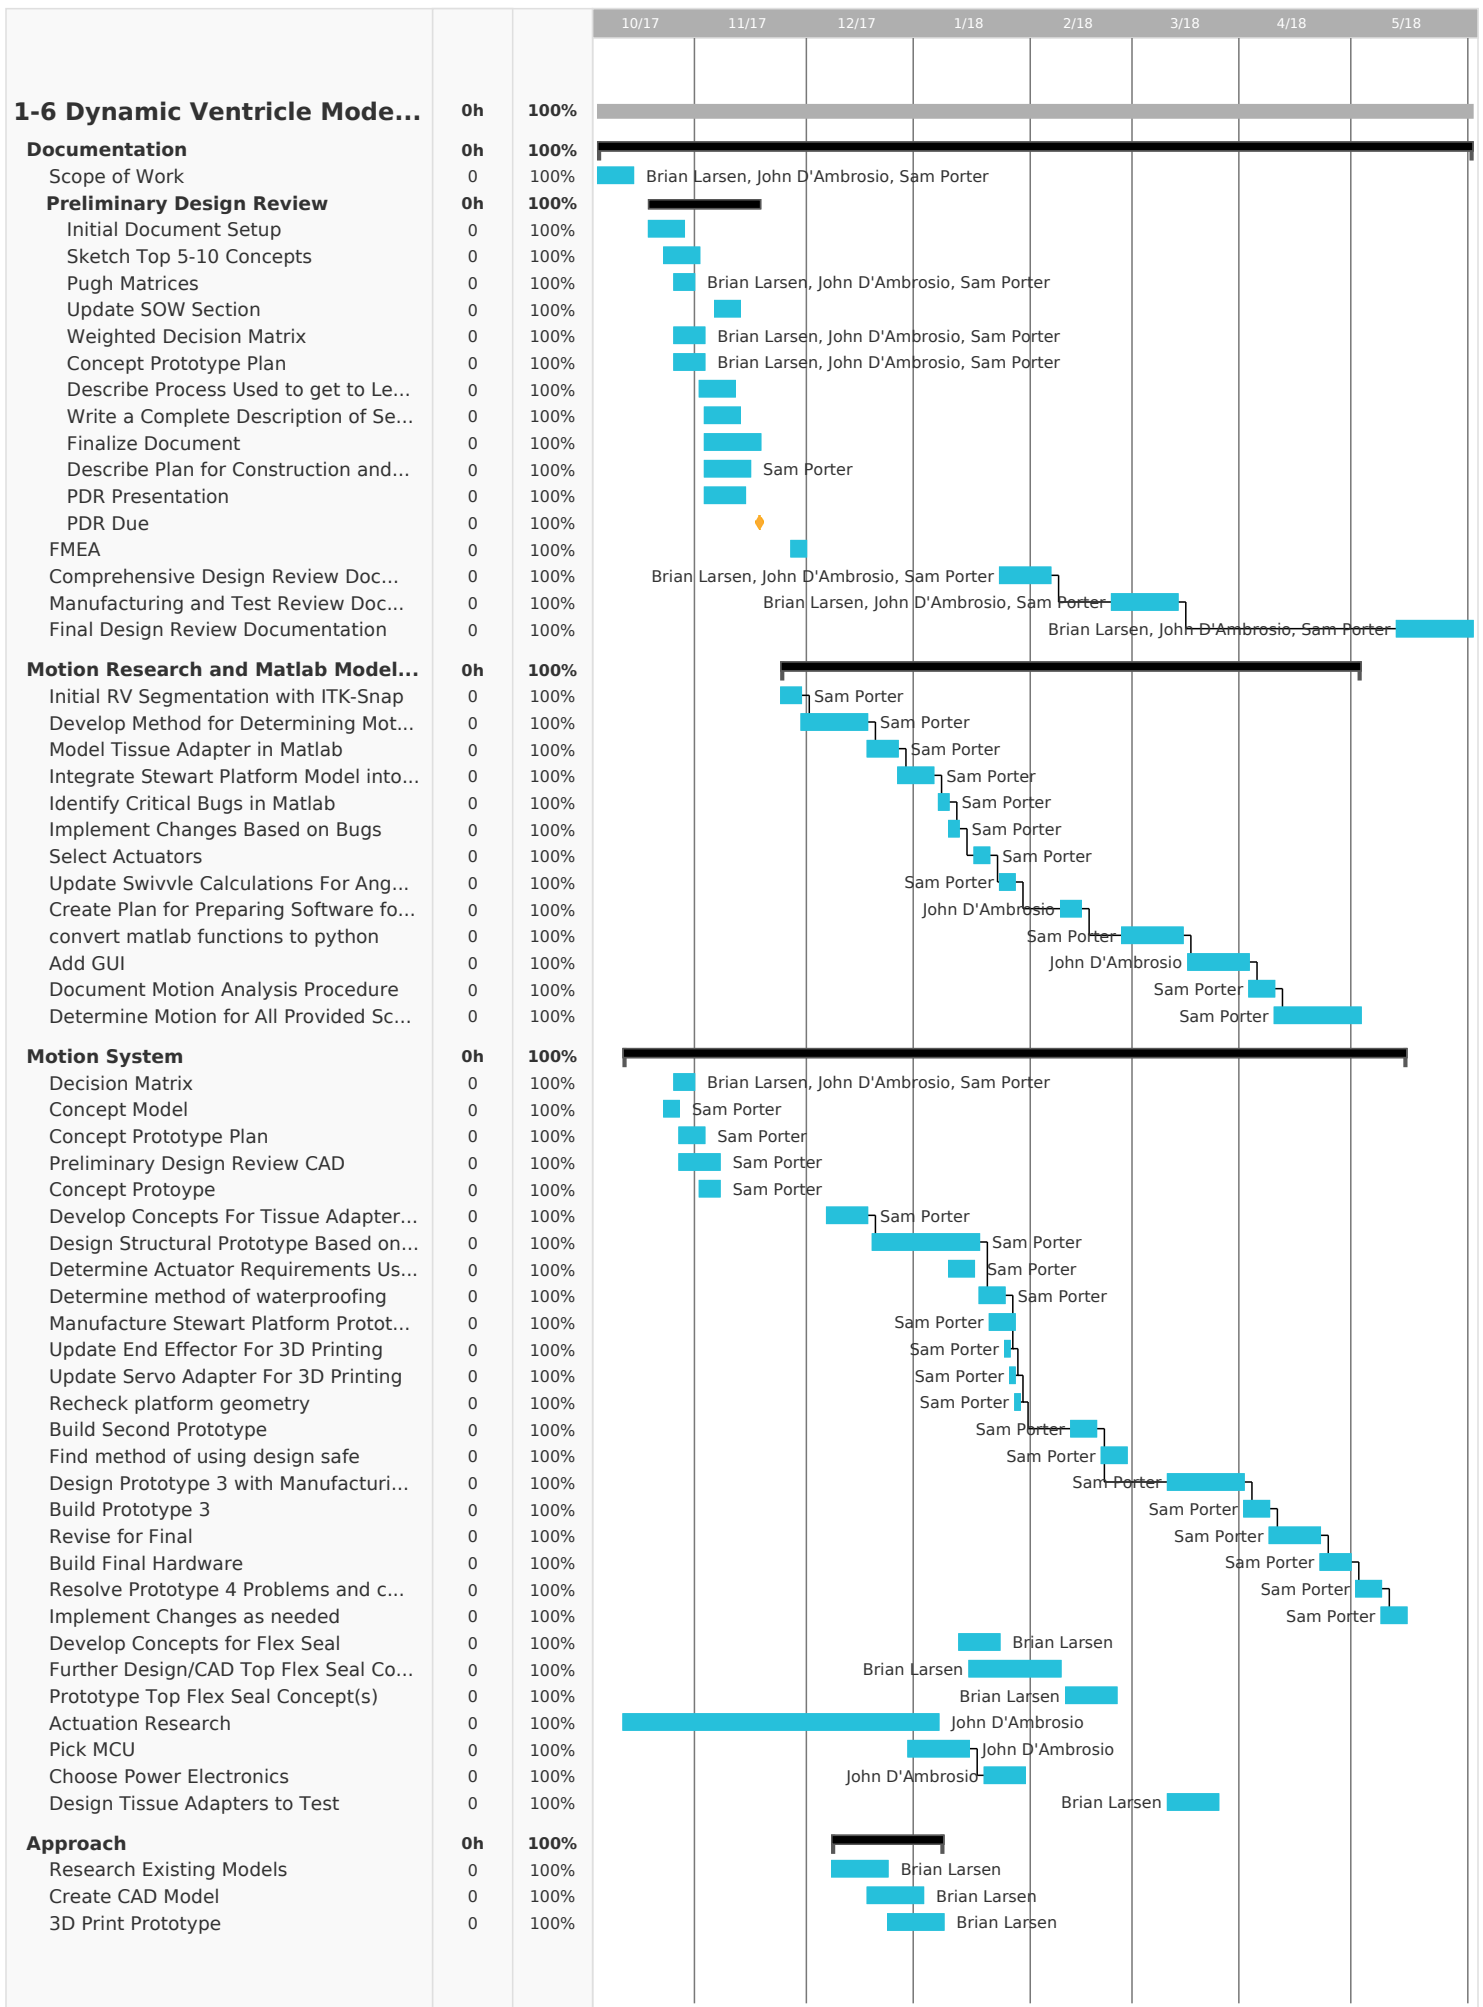 10/17 11/17 12/17 1/18 2/18 3/18 4/18 5/18
1-6 Dynamic Ventricle Mode... 0h 100%
Documentation 0h 100%
Scope of Work 0 100% Brian Larsen, John D'Ambrosio, Sam Porter
Preliminary Design Review 0h 100%
Initial Document Setup 0 100%
Sketch Top 5-10 Concepts 0 100%
Pugh Matrices 0 100% Brian Larsen, John D'Ambrosio, Sam Porter
Update SOW Section 0 100%
Weighted Decision Matrix 0 100% Brian Larsen, John D'Ambrosio, Sam Porter
Concept Prototype Plan 0 100% Brian Larsen, John D'Ambrosio, Sam Porter
Describe Process Used to get to Le... 0 100%
Write a Complete Description of Se... 0 100%
Finalize Document 0 100%
Describe Plan for Construction and... 0 100% Sam Porter
PDR Presentation 0 100%
PDR Due 0 100%
FMEA 0 100%
Comprehensive Design Review Doc... 0 100% Brian Larsen, John D'Ambrosio, Sam Porter
Manufacturing and Test Review Doc... 0 100% Brian Larsen, John D'Ambrosio, Sam Porter
Final Design Review Documentation 0 100% Brian Larsen, John D'Ambrosio, Sam Porter
Motion Research and Matlab Model... 0h 100%
Initial RV Segmentation with ITK-Snap 0 100% Sam Porter
Develop Method for Determining Mot... 0 100% Sam Porter
Model Tissue Adapter in Matlab 0 100% Sam Porter
Integrate Stewart Platform Model into... 0 100% Sam Porter
Identify Critical Bugs in Matlab 0 100% Sam Porter
Implement Changes Based on Bugs 0 100% Sam Porter
Select Actuators 0 100% Sam Porter
Update Swivvle Calculations For Ang... 0 100% Sam Porter
Create Plan for Preparing Software fo... 0 100% John D'Ambrosio
convert matlab functions to python 0 100% Sam Porter
Add GUI 0 100% John D'Ambrosio
Document Motion Analysis Procedure 0 100% Sam Porter
Determine Motion for All Provided Sc... 0 100% Sam Porter
Motion System 0h 100%
Decision Matrix 0 100% Brian Larsen, John D'Ambrosio, Sam Porter
Concept Model 0 100% Sam Porter
Concept Prototype Plan 0 100% Sam Porter
Preliminary Design Review CAD 0 100% Sam Porter
Concept Protoype 0 100% Sam Porter
Develop Concepts For Tissue Adapter... 0 100% Sam Porter
Design Structural Prototype Based on... 0 100% Sam Porter
Determine Actuator Requirements Us... 0 100% Sam Porter
Determine method of waterproofing 0 100% Sam Porter
Manufacture Stewart Platform Protot... 0 100% Sam Porter
Update End Effector For 3D Printing 0 100% Sam Porter
Update Servo Adapter For 3D Printing 0 100% Sam Porter
Recheck platform geometry 0 100% Sam Porter
Build Second Prototype 0 100% Sam Porter
Find method of using design safe 0 100% Sam Porter
Design Prototype 3 with Manufacturi... 0 100% Sam Porter
Build Prototype 3 0 100% Sam Porter
Revise for Final 0 100% Sam Porter
Build Final Hardware 0 100% Sam Porter
Resolve Prototype 4 Problems and c... 0 100% Sam Porter
Implement Changes as needed 0 100% Sam Porter
Develop Concepts for Flex Seal 0 100% Brian Larsen
Further Design/CAD Top Flex Seal Co... 0 100% Brian Larsen
Prototype Top Flex Seal Concept(s) 0 100% Brian Larsen
Actuation Research 0 100% John D'Ambrosio
Pick MCU 0 100% John D'Ambrosio
Choose Power Electronics 0 100% John D'Ambrosio
Design Tissue Adapters to Test 0 100% Brian Larsen
Approach 0h 100%
Research Existing Models 0 100% Brian Larsen
Create CAD Model 0 100% Brian Larsen
3D Print Prototype 0 100% Brian Larsen